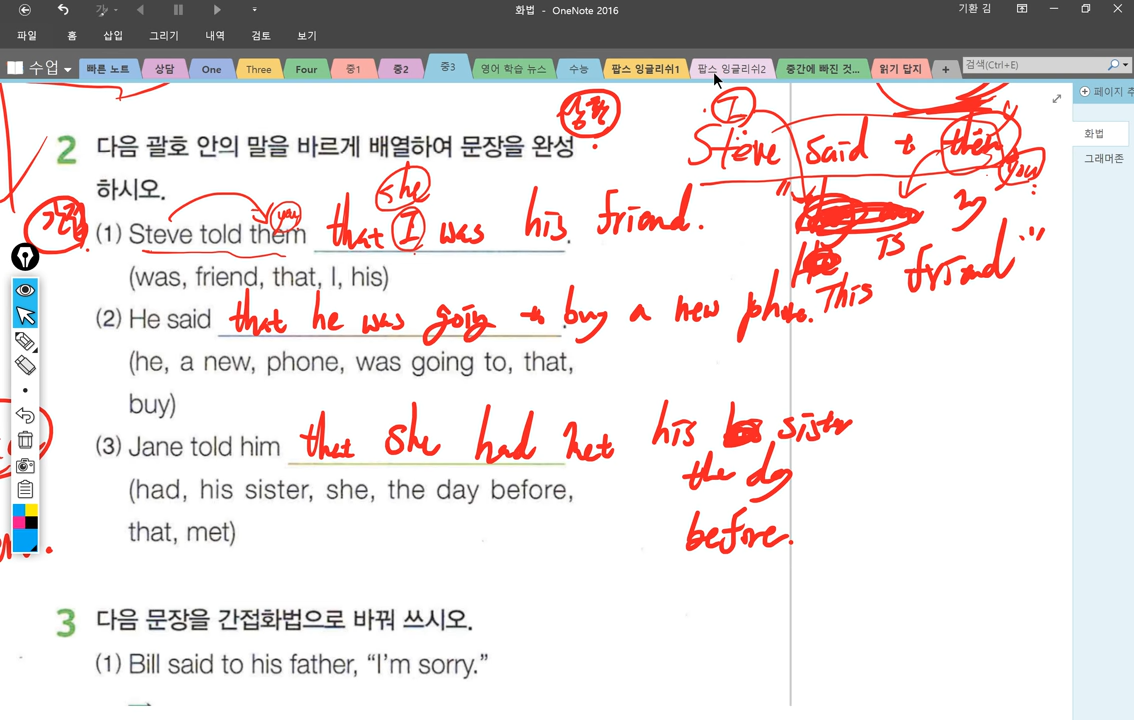 화법 - OneNote 2016
기환 김
파일 홈 삽입 그리기 내역 검토 보기
수업 빠른 노트 상담 One Three Four 중1 중2 중3 영어 학습 뉴스 수능 팝스 잉글리쉬1 팝스 잉글리쉬2 중간에 빠진 것... 읽기 답지 + 검색(Ctrl+E)
페이지 추
화법
그래머존
I
Steve said to them
you
"
my
is
This friend"
2 다음 괄호 안의 말을 바르게 배열하여 문장을 완성
하시오.
she
you
(1) Steve told them that I was his friend.
(was, friend, that, I, his)
(2) He said that he was going to buy a new phone.
(he, a new, phone, was going to, that,
buy)
(3) Jane told him that she had met his sister
the day
before.
(had, his sister, she, the day before,
that, met)
3 다음 문장을 간접화법으로 바꿔 쓰시오.
(1) Bill said to his father, “I’m sorry.”